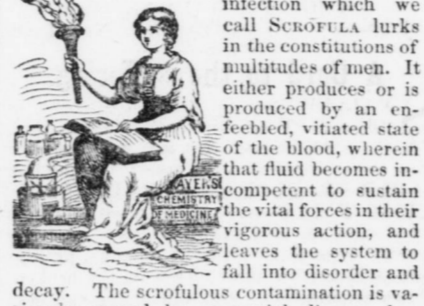 infection which we
call SCROFULA lurks
in the constitutions of
multitudes of men. It
either produces or is
produced by an en-
feebled, vitiated state
of the blood, wherein
that fluid becomes in-
competent to sustain
the vital forces in their
vigorous action, and
leaves the system to
fall into disorder and
decay. The scrofulous contamination is va-
AYERS
CHEMISTRY
OF MEDICINE